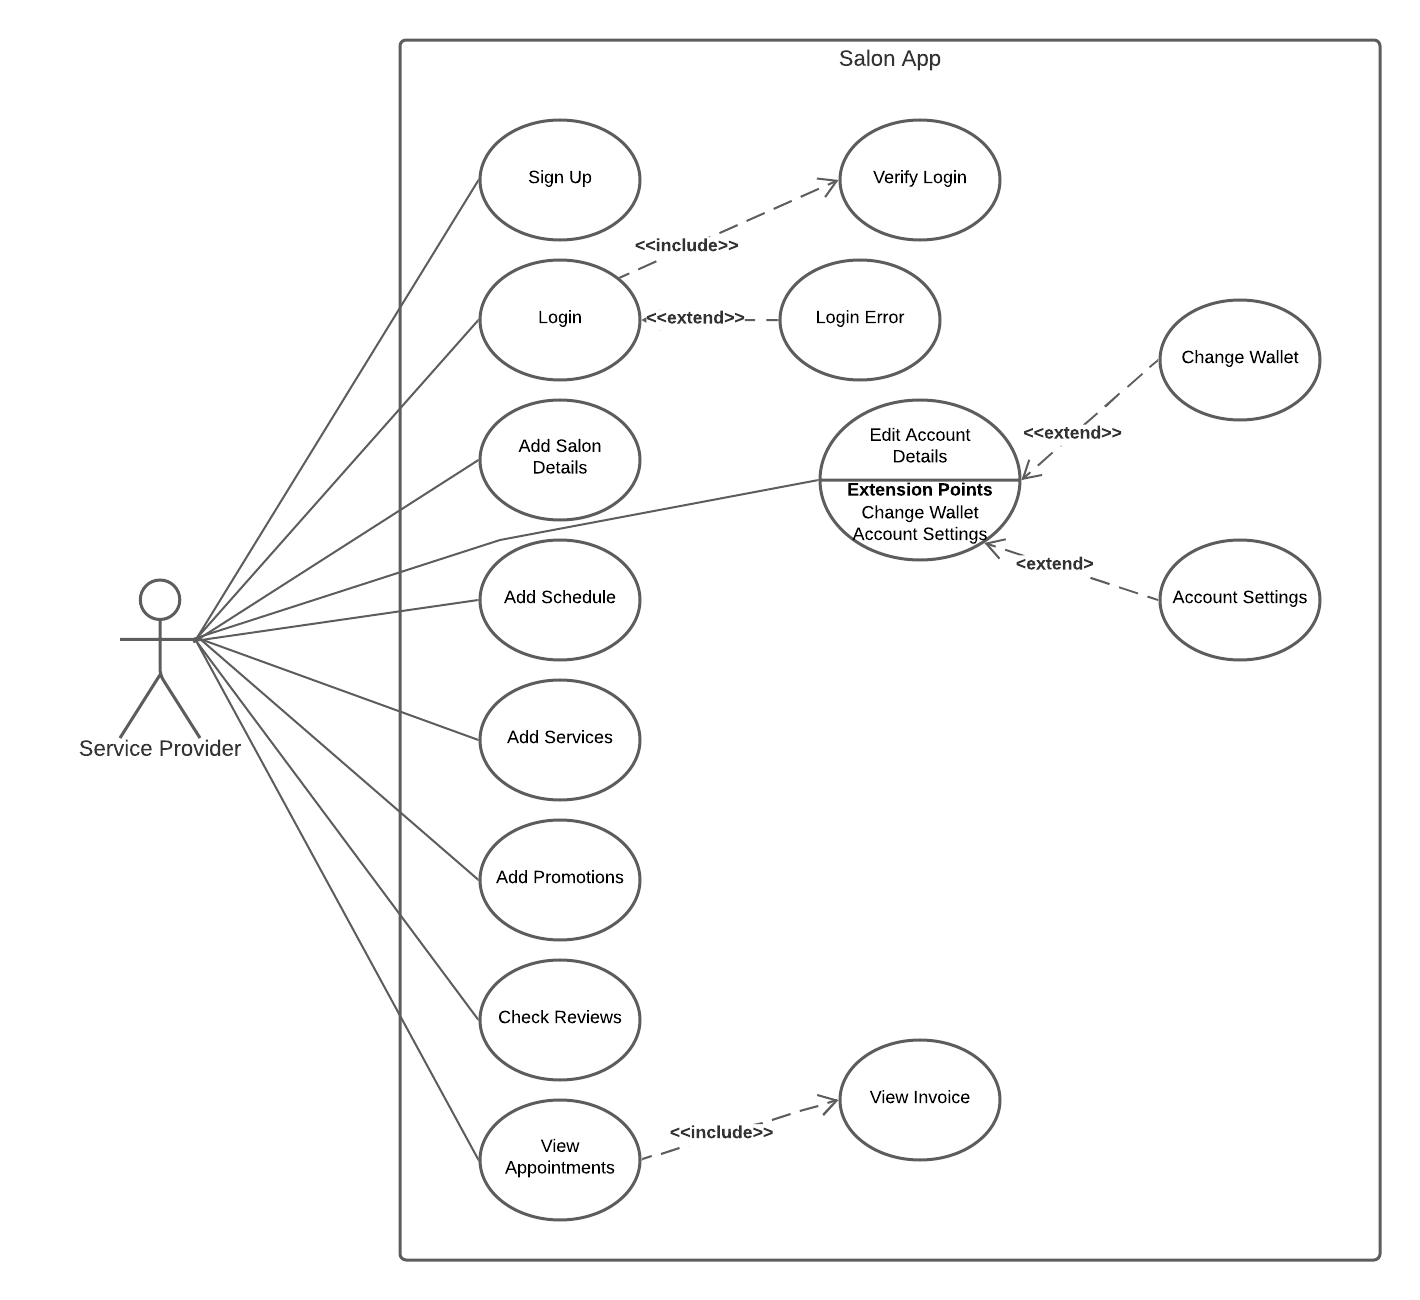 Salon App
Sign Up
Verify Login
<<include>>
Login
<<extend>>
Login Error
Change Wallet
Edit Account
Details
<<extend>>
Add Salon
Details
Extension Points
Change Wallet
Account Settings
<extend>
Add Schedule
Account Settings
Service Provider
Add Services
Add Promotions
Check Reviews
View Invoice
<<include>>
View
Appointments